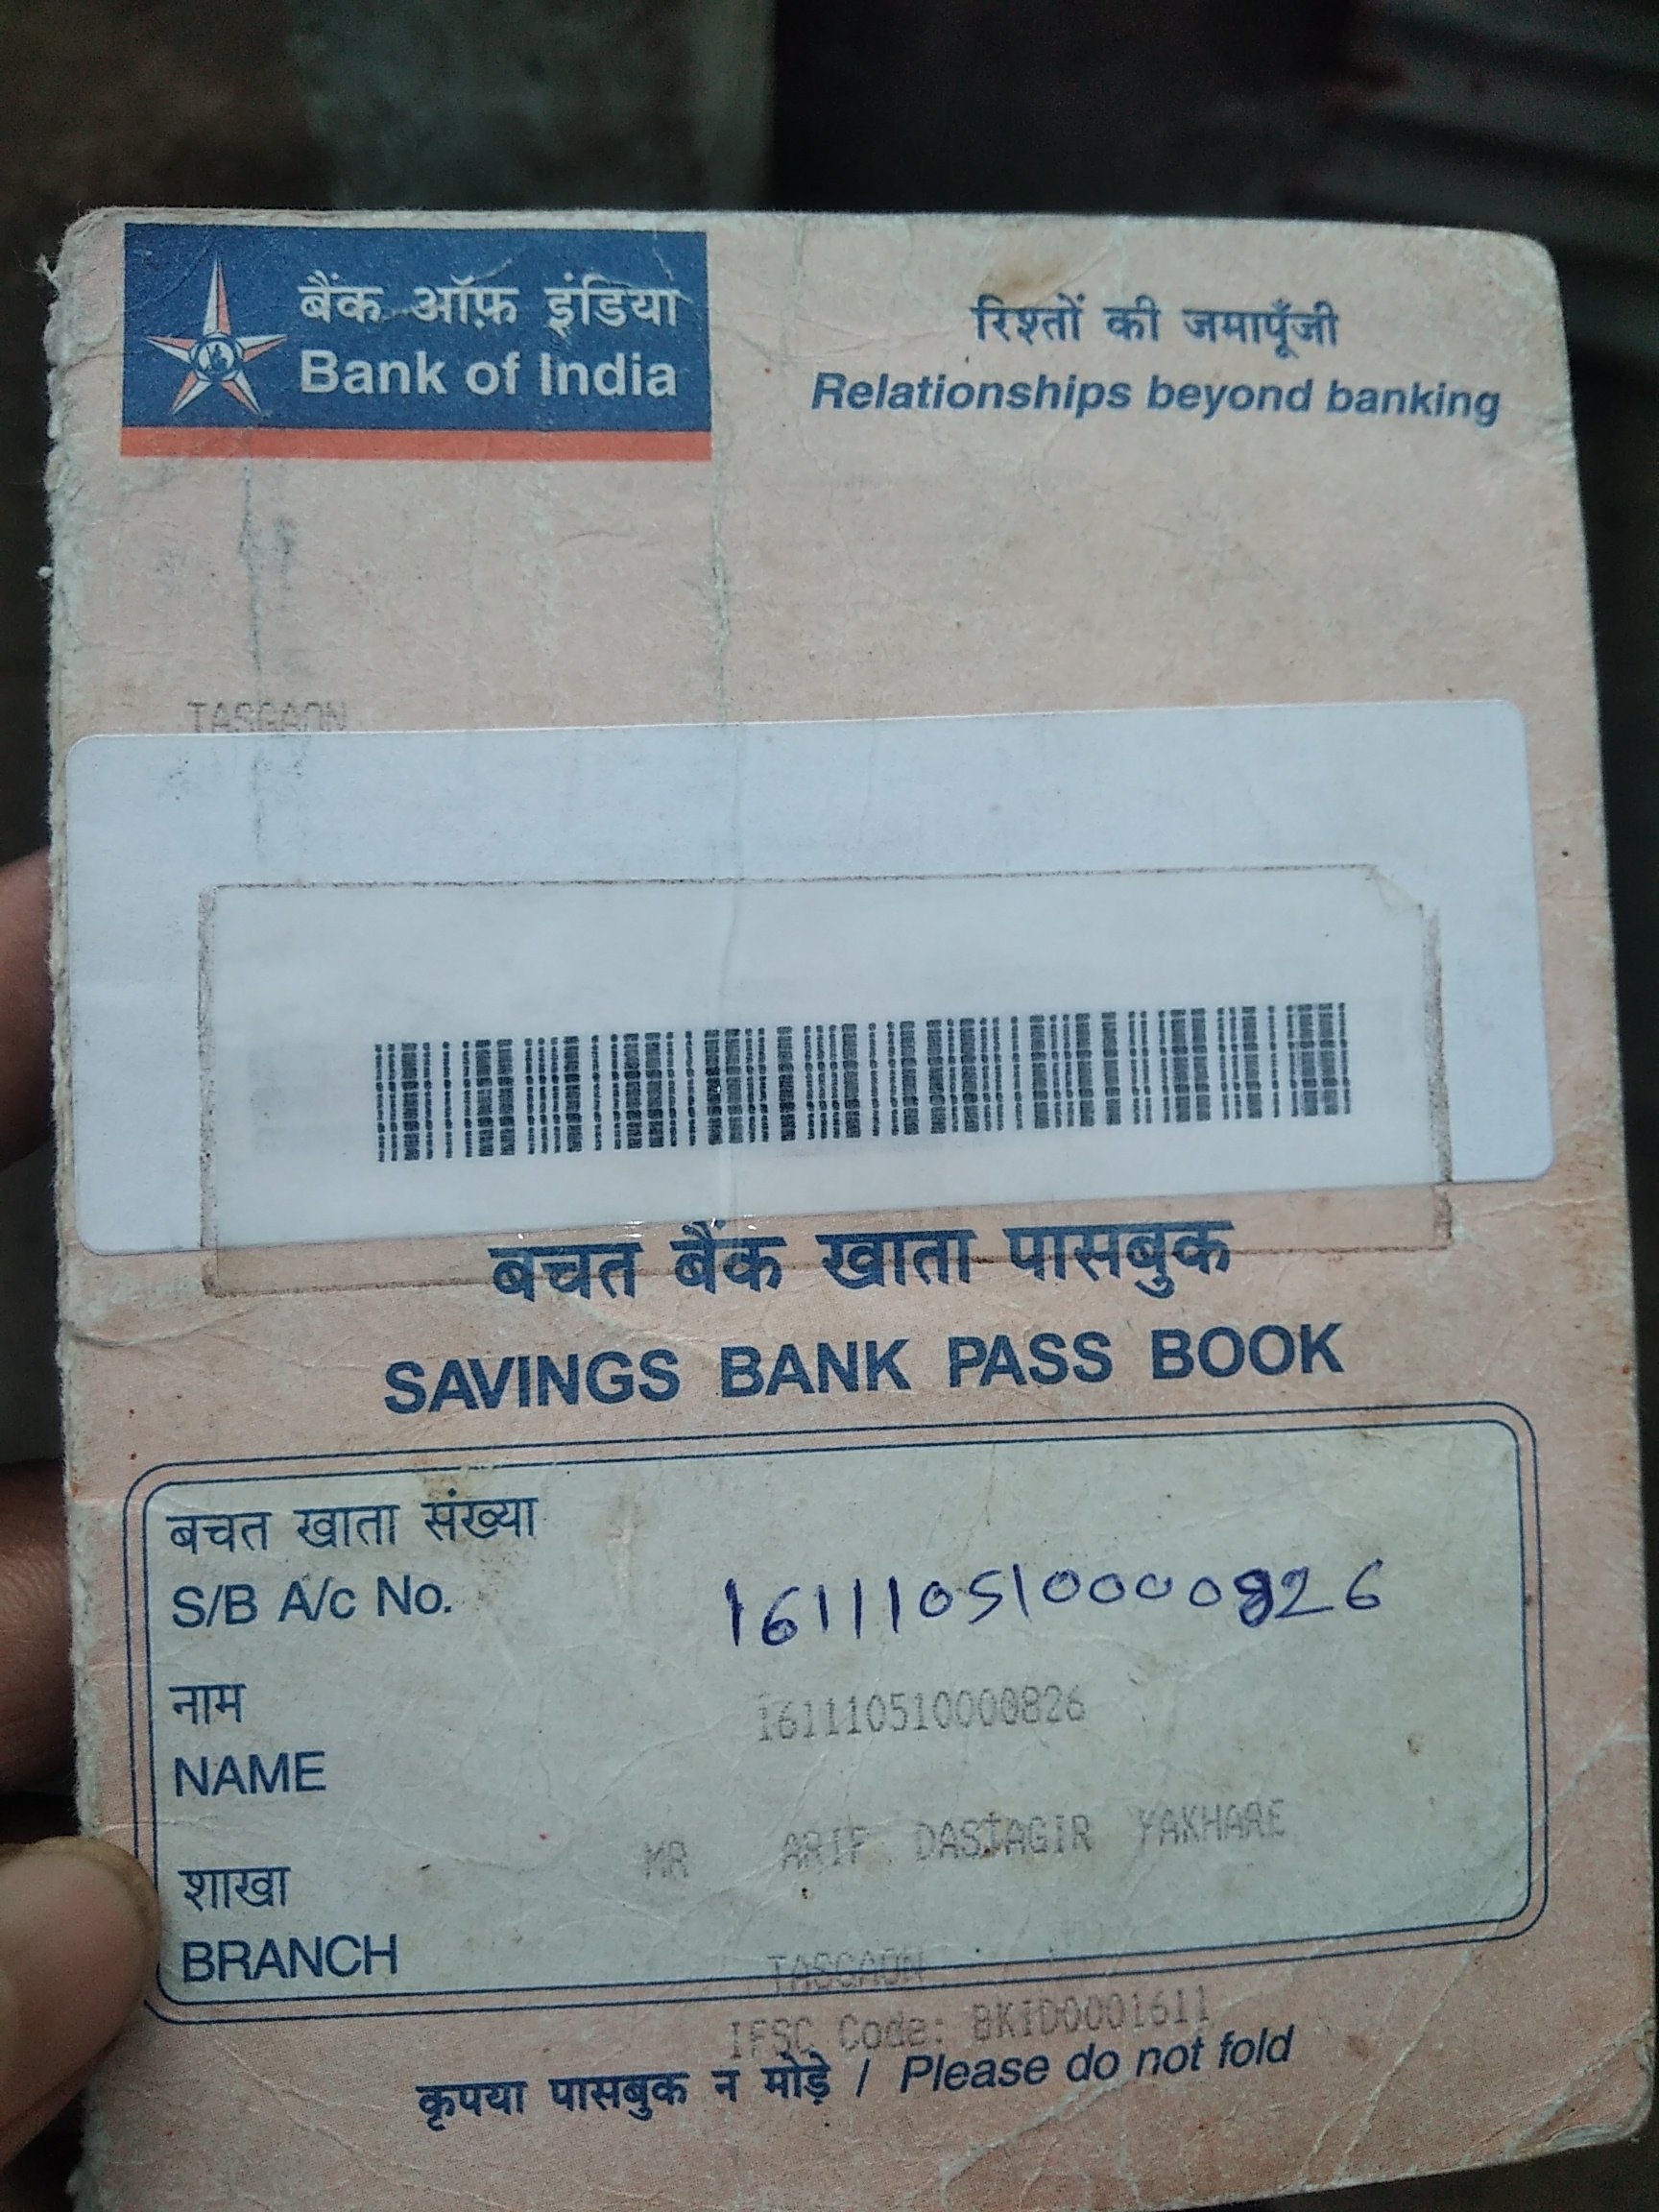 बैंक ऑफ़ इंडिया
Bank of India
रिश्तों की जमापूँजी
Relationships beyond banking
TASGAON
बचत बैंक खाता पासबुक
SAVINGS BANK PASS BOOK
बचत खाता संख्या
S/B A/c No. 161110510000826
161110510000826
नाम
NAME
MR ARIF DASTAGIR YAKHARE
शाखा
BRANCH
TASGAON
IFSC Code: BKID0001611
कृपया पासबुक न मोड़े / Please do not fold